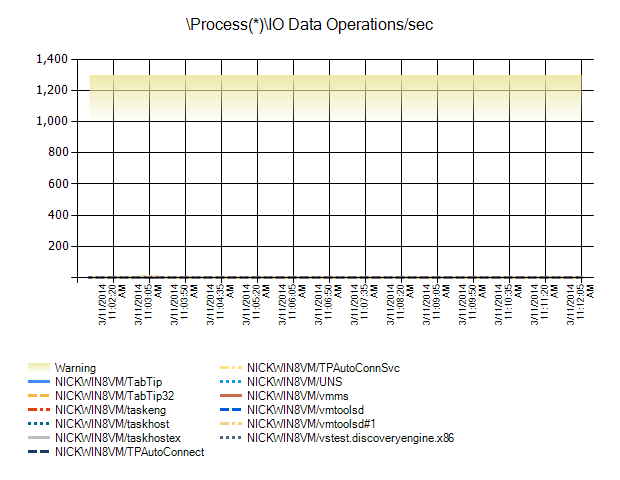 \Process(*)\IO Data Operations/sec
1,400
1,200
1,000
800
600
400
200
3/11/2014 11:02:20 AM
3/11/2014 11:03:05 AM
3/11/2014 11:03:50 AM
3/11/2014 11:04:35 AM
3/11/2014 11:05:20 AM
3/11/2014 11:06:05 AM
3/11/2014 11:06:50 AM
3/11/2014 11:07:35 AM
3/11/2014 11:08:20 AM
3/11/2014 11:09:05 AM
3/11/2014 11:09:50 AM
3/11/2014 11:10:35 AM
3/11/2014 11:11:20 AM
3/11/2014 11:12:05 AM
Warning
NICKWIN8VM/TabTip
NICKWIN8VM/TabTip32
NICKWIN8VM/taskeng
NICKWIN8VM/taskhost
NICKWIN8VM/taskhostex
NICKWIN8VM/TPAutoConnect
NICKWIN8VM/TPAutoConnSvc
NICKWIN8VM/UNS
NICKWIN8VM/vmms
NICKWIN8VM/vmtoolsd
NICKWIN8VM/vmtoolsd#1
NICKWIN8VM/vstest.discoveryengine.x86